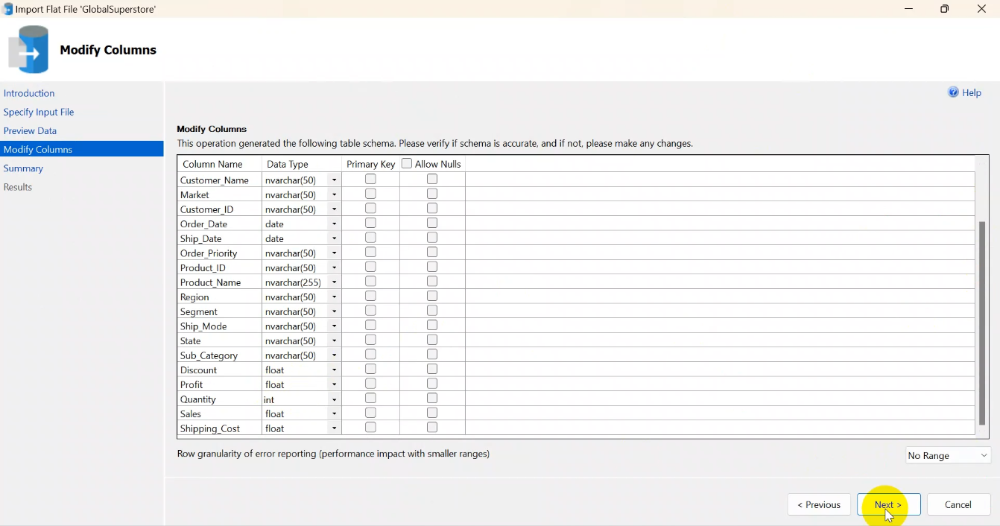 Import Flat File 'GlobalSuperstore'
Modify Columns
Introduction
Specify Input File
Preview Data
Modify Columns
Summary
Results
Help
Modify Columns
This operation generated the following table schema. Please verify if schema is accurate, and if not, please make any changes.
Column Name Data Type Primary Key Allow Nulls
Customer_Name nvarchar(50)
Market nvarchar(50)
Customer_ID nvarchar(50)
Order_Date date
Ship_Date date
Order_Priority nvarchar(50)
Product_ID nvarchar(50)
Product_Name nvarchar(255)
Region nvarchar(50)
Segment nvarchar(50)
Ship_Mode nvarchar(50)
State nvarchar(50)
Sub_Category nvarchar(50)
Discount float
Profit float
Quantity int
Sales float
Shipping_Cost float
Row granularity of error reporting (performance impact with smaller ranges) No Range
< Previous Next > Cancel